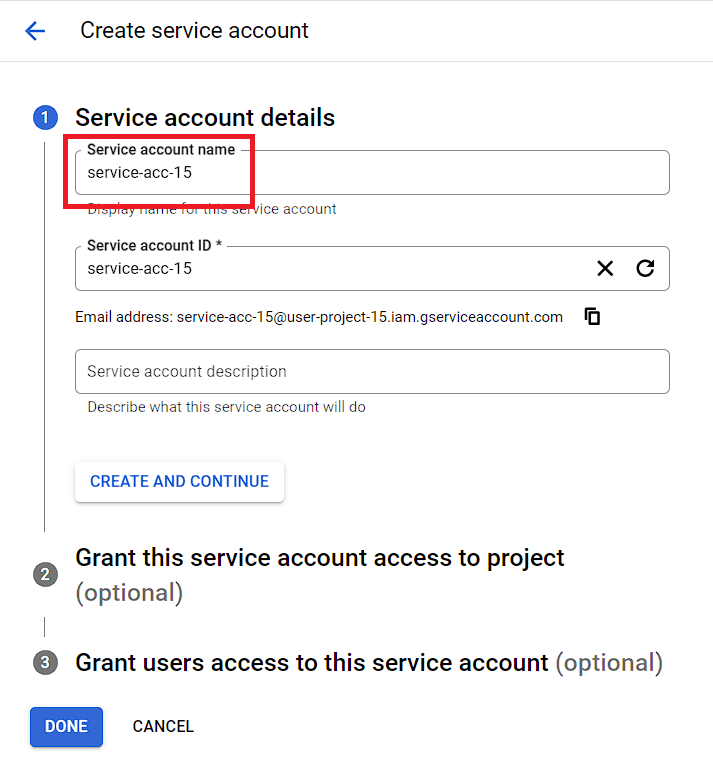 Create service account
1 Service account details
Service account name
service-acc-15
Display name for this service account
Service account ID *
service-acc-15
Email address: service-acc-15@user-project-15.iam.gserviceaccount.com
Service account description
Describe what this service account will do
CREATE AND CONTINUE
2 Grant this service account access to project
(optional)
3 Grant users access to this service account (optional)
DONE CANCEL